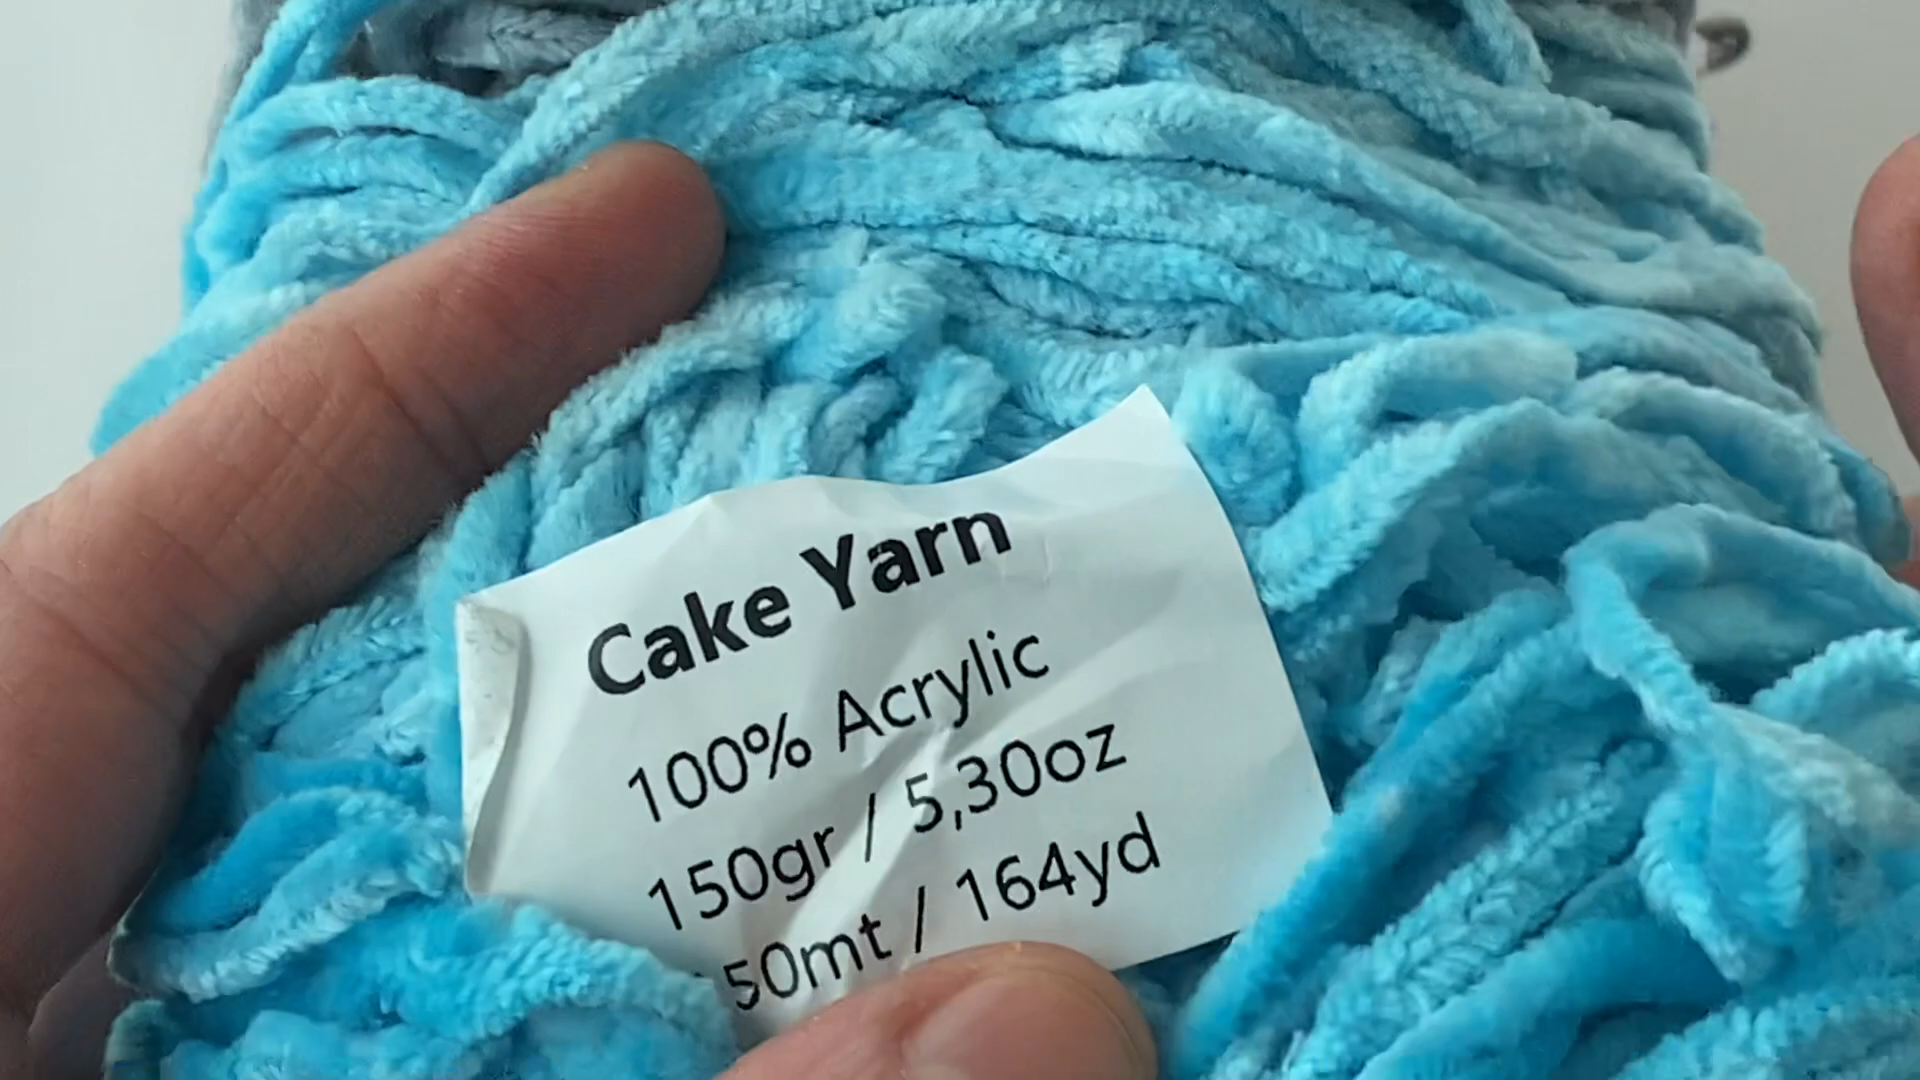 Cake Yarn
100% Acrylic
150gr / 5,30oz
50mt / 164yd